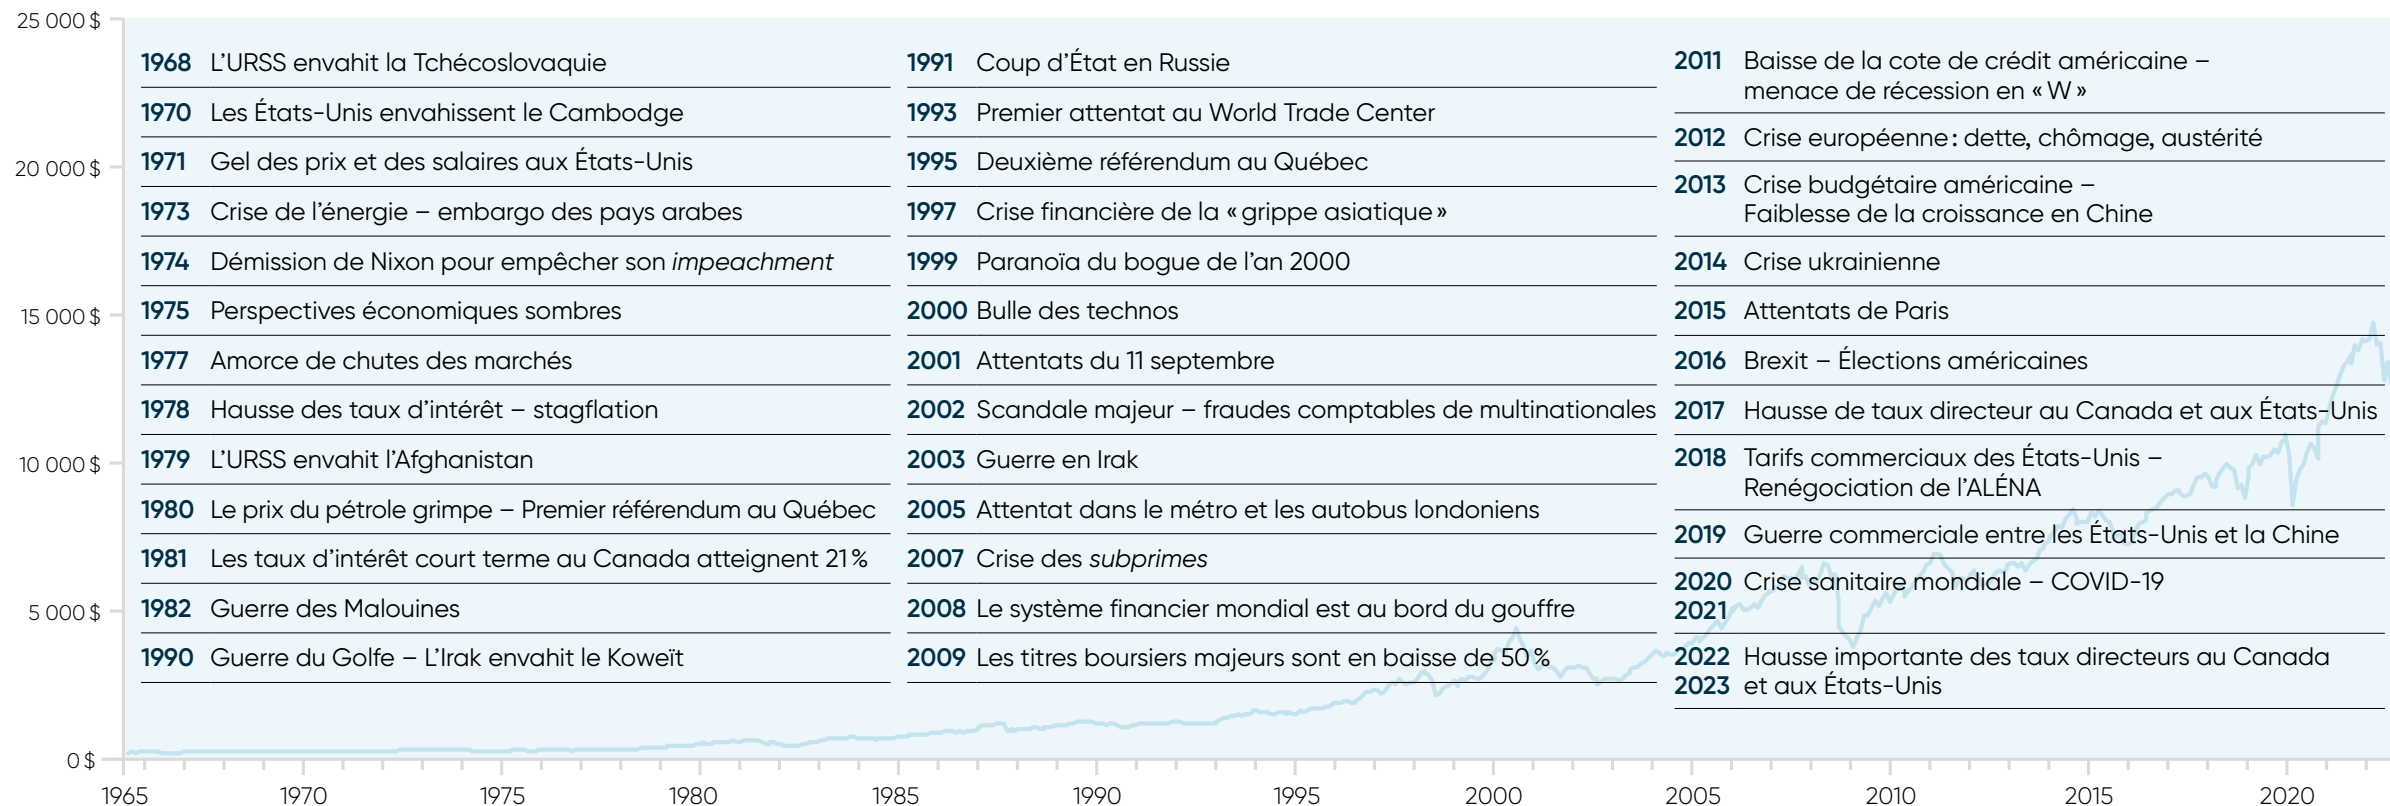 25 000 $
20 000 $
15 000 $
10 000 $
5 000 $
0 $
1968 L’URSS envahit la Tchécoslovaquie
1970 Les États-Unis envahissent le Cambodge
1971 Gel des prix et des salaires aux États-Unis
1973 Crise de l’énergie – embargo des pays arabes
1974 Démission de Nixon pour empêcher son impeachment
1975 Perspectives économiques sombres
1977 Amorce de chutes des marchés
1978 Hausse des taux d’intérêt – stagflation
1979 L’URSS envahit l’Afghanistan
1980 Le prix du pétrole grimpe – Premier référendum au Québec
1981 Les taux d’intérêt court terme au Canada atteignent 21 %
1982 Guerre des Malouines
1990 Guerre du Golfe – L’Irak envahit le Koweït
1991 Coup d’État en Russie
1993 Premier attentat au World Trade Center
1995 Deuxième référendum au Québec
1997 Crise financière de la « grippe asiatique »
1999 Paranoïa du bogue de l’an 2000
2000 Bulle des technos
2001 Attentats du 11 septembre
2002 Scandale majeur – fraudes comptables de multinationales
2003 Guerre en Irak
2005 Attentat dans le métro et les autobus londoniens
2007 Crise des subprimes
2008 Le système financier mondial est au bord du gouffre
2009 Les titres boursiers majeurs sont en baisse de 50 %
2011 Baisse de la cote de crédit américaine –
menace de récession en « W »
2012 Crise européenne : dette, chômage, austérité
2013 Crise budgétaire américaine –
Faiblesse de la croissance en Chine
2014 Crise ukrainienne
2015 Attentats de Paris
2016 Brexit – Élections américaines
2017 Hausse de taux directeur au Canada et aux États-Unis
2018 Tarifs commerciaux des États-Unis –
Renégociation de l’ALÉNA
2019 Guerre commerciale entre les États-Unis et la Chine
2020 Crise sanitaire mondiale – COVID-19
2021
2022 Hausse importante des taux directeurs au Canada
2023 et aux États-Unis
1965 1970 1975 1980 1985 1990 1995 2000 2005 2010 2015 2020